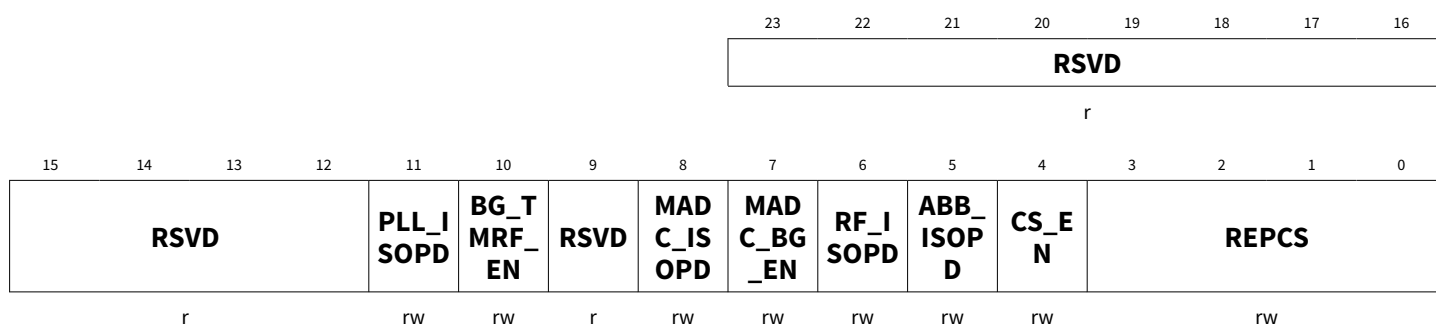 23 22 21 20 19 18 17 16
RSVD
r
15 14 13 12 11 10 9 8 7 6 5 4 3 2 1 0
RSVD
PLL_I
SOPD
BG_T
MRF_
EN
RSVD
MAD
C_IS
OPD
MAD
C_BG
_EN
RF_I
SOPD
ABB_
ISOP
D
CS_E
N
REPCS
r rw rw r rw rw rw rw rw rw